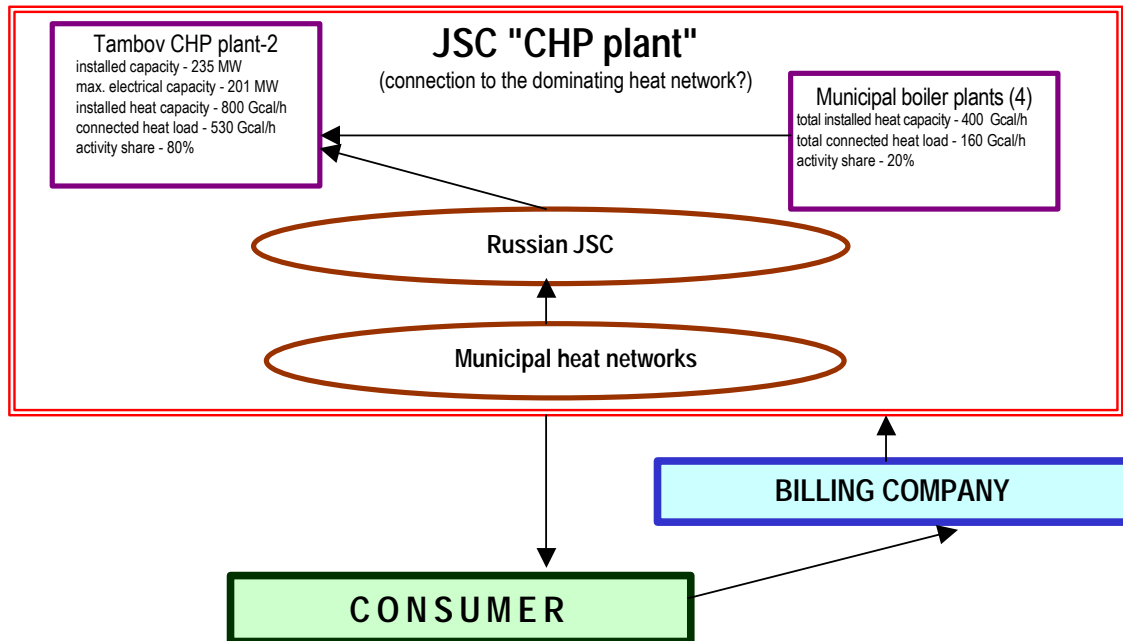 Tambov CHP plant-2
installed capacity - 235 MW
max. electrical capacity - 201 MW
installed heat capacity - 800 Gcal/h
connected heat load - 530 Gcal/h
activity share - 80%
JSC "CHP plant"
(connection to the dominating heat network?)
Municipal boiler plants (4)
total installed heat capacity - 400 Gcal/h
total connected heat load - 160 Gcal/h
activity share - 20%
Russian JSC
Municipal heat networks
BILLING COMPANY
CONSUMER